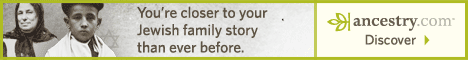 You're closer to your
Jewish family story
than ever before.
ancestry.com
Discover